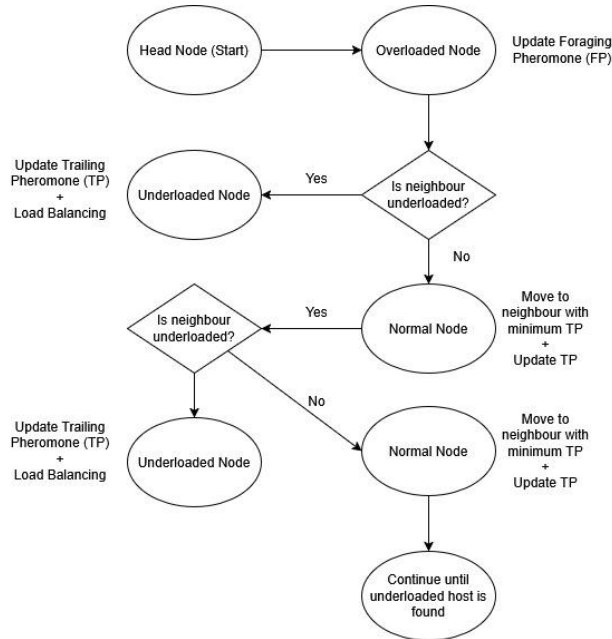 Head Node (Start)
Overloaded Node
Update Foraging
Pheromone (FP)
Update Trailing
Pheromone (TP)
+
Load Balancing
Underloaded Node
Yes
Is neighbour
underloaded?
No
Is neighbour
underloaded?
Yes
Normal Node
Move to
neighbour with
minimum TP
+
Update TP
No
Update Trailing
Pheromone (TP)
+
Load Balancing
Underloaded Node
Normal Node
Move to
neighbour with
minimum TP
+
Update TP
Continue until
underloaded host is
found